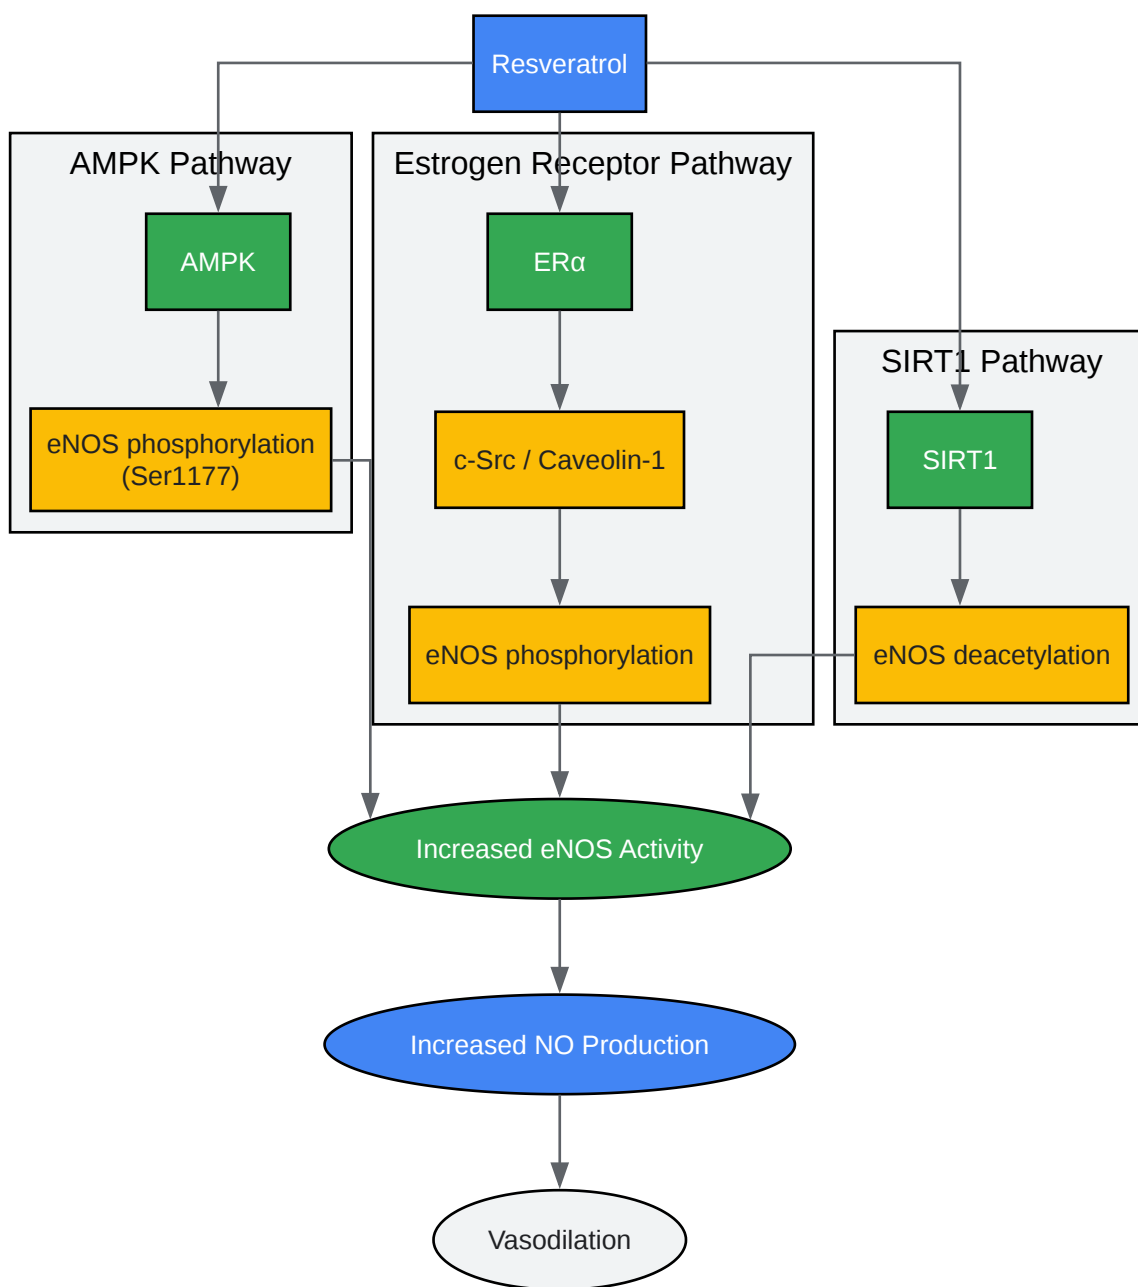 Resveratrol
AMPK Pathway
Estrogen Receptor Pathway
AMPK
ERα
SIRT1 Pathway
eNOS phosphorylation
(Ser1177)
c-Src / Caveolin-1
SIRT1
eNOS phosphorylation
eNOS deacetylation
Increased eNOS Activity
Increased NO Production
Vasodilation